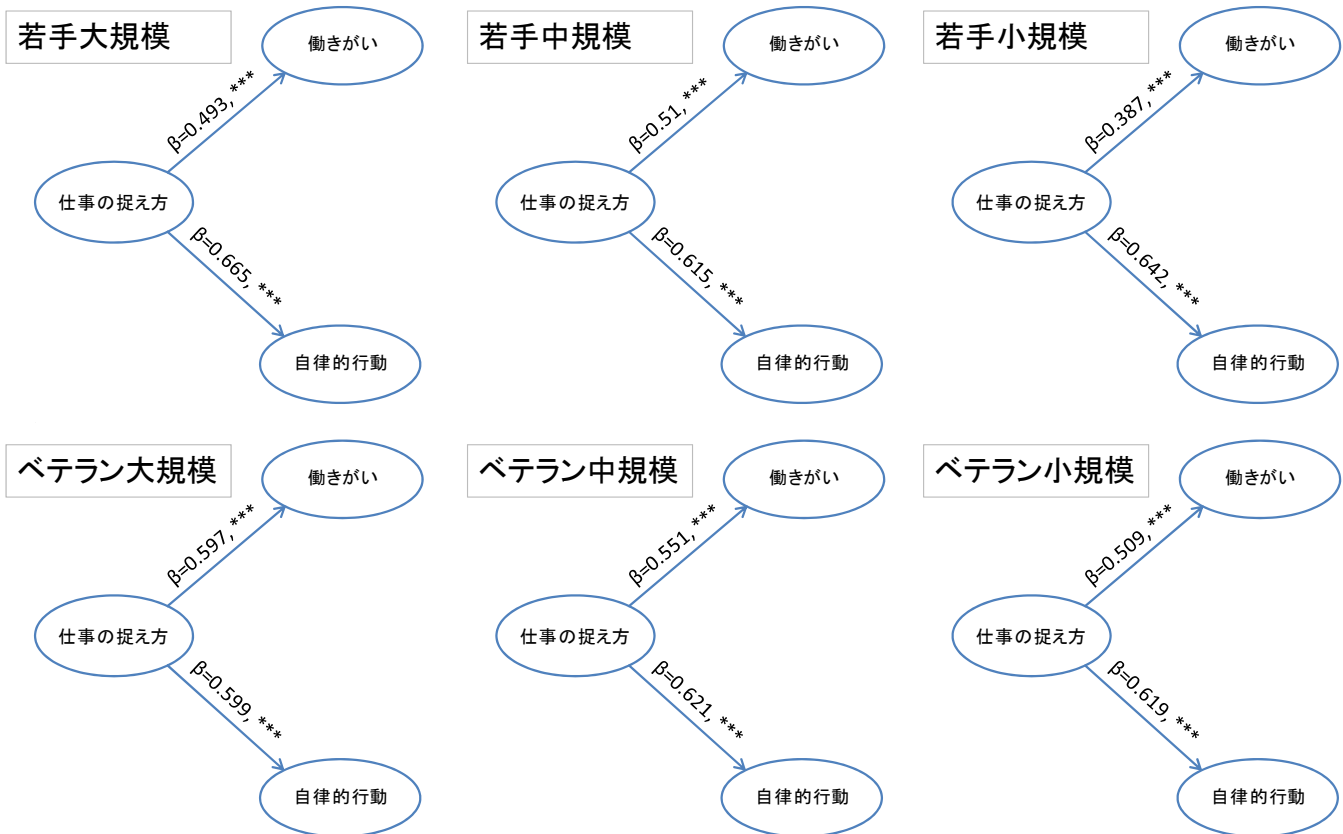 若手大規模
働きがい
β=0.493, ***
仕事の捉え方
β=0.665, ***
自律的行動
若手中規模
働きがい
β=0.51, ***
仕事の捉え方
β=0.615, ***
自律的行動
若手小規模
働きがい
β=0.387, ***
仕事の捉え方
β=0.642, ***
自律的行動
ベテラン大規模
働きがい
β=0.597, ***
仕事の捉え方
β=0.599, ***
自律的行動
ベテラン中規模
働きがい
β=0.551, ***
仕事の捉え方
β=0.621, ***
自律的行動
ベテラン小規模
働きがい
β=0.509, ***
仕事の捉え方
β=0.619, ***
自律的行動